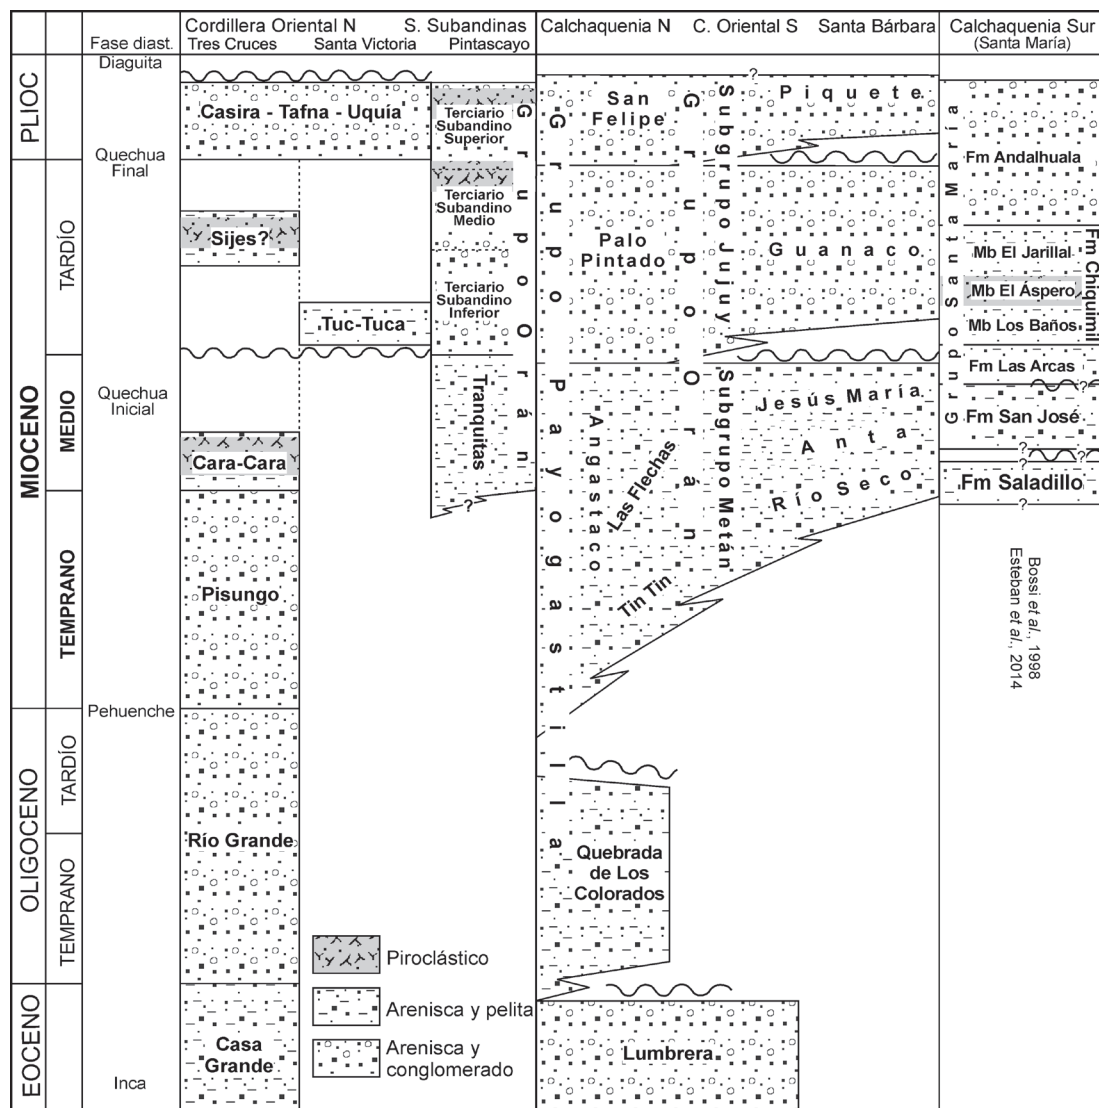 Cordillera Oriental N
S. Subandinas
Calchaquenia N
C. Oriental S
Santa Bárbara
Calchaquenia Sur
(Santa María)
Fase diast.
Tres Cruces
Santa Victoria
Pintascayo
PLIOC
MIOCENO
TARDÍO
MEDIO
TEMPRANO
OLIGOCENO
TARDÍO
TEMPRANO
EOCENO
Diaguita
Quechua
Final
Quechua
Inicial
Pehuenche
Inca
Casira - Tafna - Uquía
Sijes?
Tuc-Tuca
Cara-Cara
Pisungo
Río Grande
Casa
Grande
Terciario
Subandino
Superior
Terciario
Subandino
Medio
Terciario
Subandino
Inferior
Tranquitas
?
Grupo Orán
Grupo Payogastilla
San
Felipe
Palo
Pintado
Angastaco
Las Flechas
Tin Tin
Quebrada
de Los
Colorados
Lumbrera
Grupo Orán
Subgrupo Jujuy
Subgrupo Metán
?
Piquete
Guanaco
Jesús María
Anta
Río Seco
Grupo Santa María
Fm Andalhuala
Fm Chiquimil
Mb El Jarillal
Mb El Áspero
Mb Los Baños
Fm Las Arcas
?
Fm San José
?
?
?
Fm Saladillo
?
Bossi et al., 1998
Esteban et al., 2014
Piroclástico
Arenisca y pelita
Arenisca y
conglomerado